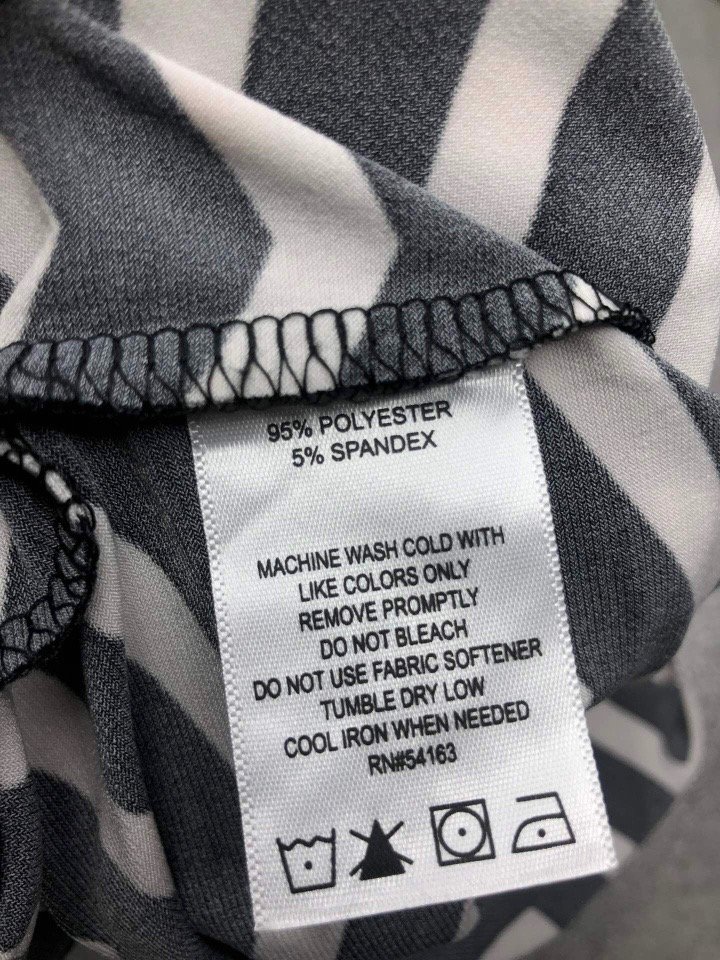 95% POLYESTER
5% SPANDEX
MACHINE WASH COLD WITH
LIKE COLORS ONLY
REMOVE PROMPTLY
DO NOT BLEACH
DO NOT USE FABRIC SOFTENER
TUMBLE DRY LOW
COOL IRON WHEN NEEDED
RN#54163